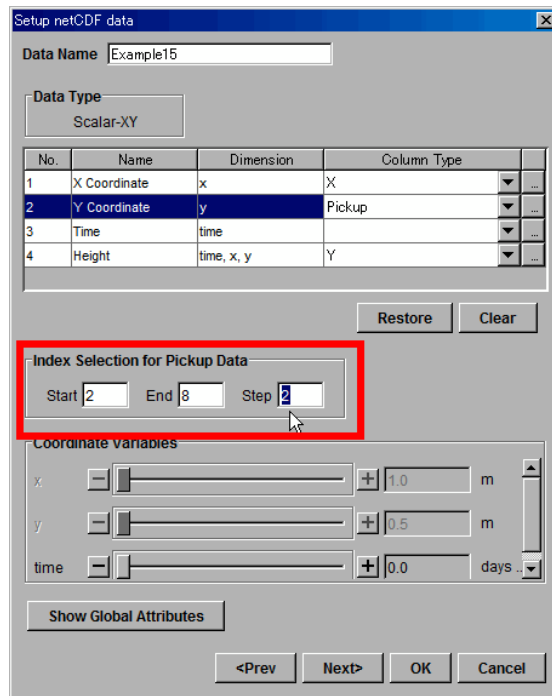 Setup netCDF data
Data Name Example15
Data Type
Scalar-XY
No. Name Dimension Column Type
1 X Coordinate x X ...
2 Y Coordinate y Pickup ...
3 Time time ...
4 Height time, x, y Y ...
Restore Clear
Index Selection for Pickup Data
Start 2 End 8 Step 2
Coordinate Variables
x 1.0 m
y 0.5 m
time 0.0 days ..
Show Global Attributes
<Prev Next> OK Cancel